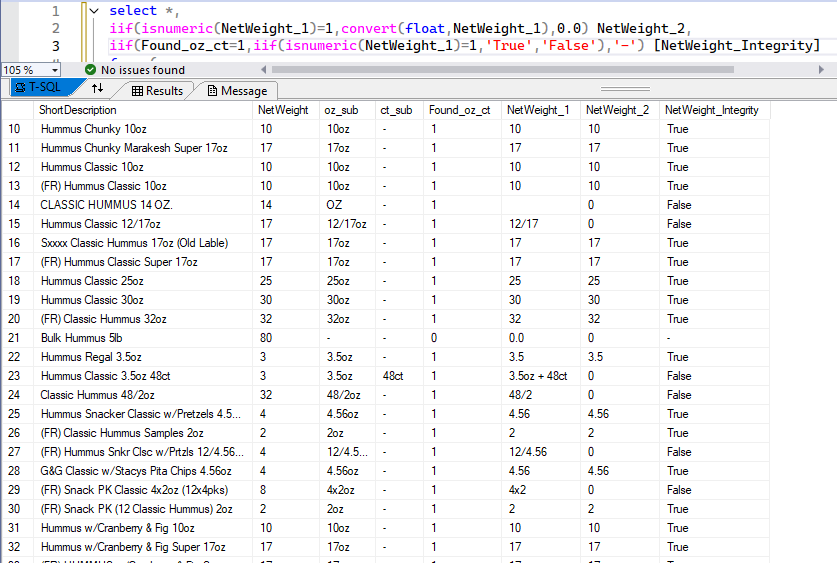 1 select *,
2 iif(isnumeric(NetWeight_1)=1,convert(float,NetWeight_1),0.0) NetWeight_2,
3 iif(Found_oz_ct=1,iif(isnumeric(NetWeight_1)=1,'True','False'),'-') [NetWeight_Integrity]
105 % No issues found
T-SQL Results Message
ShortDescription NetWeight oz_sub ct_sub Found_oz_ct NetWeight_1 NetWeight_2 NetWeight_Integrity
10 Hummus Chunky 10oz 10 10oz - 1 10 10 True
11 Hummus Chunky Marakesh Super 17oz 17 17oz - 1 17 17 True
12 Hummus Classic 10oz 10 10oz - 1 10 10 True
13 (FR) Hummus Classic 10oz 10 10oz - 1 10 10 True
14 CLASSIC HUMMUS 14 OZ. 14 OZ - 1 0 False
15 Hummus Classic 12/17oz 17 12/17oz - 1 12/17 0 False
16 Sxxxx Classic Hummus 17oz (Old Lable) 17 17oz - 1 17 17 True
17 (FR) Hummus Classic Super 17oz 17 17oz - 1 17 17 True
18 Hummus Classic 25oz 25 25oz - 1 25 25 True
19 Hummus Classic 30oz 30 30oz - 1 30 30 True
20 (FR) Classic Hummus 32oz 32 32oz - 1 32 32 True
21 Bulk Hummus 5lb 80 - - 0 0.0 0 -
22 Hummus Regal 3.5oz 3 3.5oz - 1 3.5 3.5 True
23 Hummus Classic 3.5oz 48ct 3 3.5oz 48ct 1 3.5oz + 48ct 0 False
24 Classic Hummus 48/2oz 32 48/2oz - 1 48/2 0 False
25 Hummus Snacker Classic w/Pretzels 4.5... 4 4.56oz - 1 4.56 4.56 True
26 (FR) Classic Hummus Samples 2oz 2 2oz - 1 2 2 True
27 (FR) Hummus Snkr Clsc w/Prtzls 12/4.56... 4 12/4.5... - 1 12/4.56 0 False
28 G&G Classic w/Stacys Pita Chips 4.56oz 4 4.56oz - 1 4.56 4.56 True
29 (FR) Snack PK Classic 4x2oz (12x4pks) 8 4x2oz - 1 4x2 0 False
30 (FR) Snack PK (12 Classic Hummus) 2oz 2 2oz - 1 2 2 True
31 Hummus w/Cranberry & Fig 10oz 10 10oz - 1 10 10 True
32 Hummus w/Cranberry & Fig Super 17oz 17 17oz - 1 17 17 True